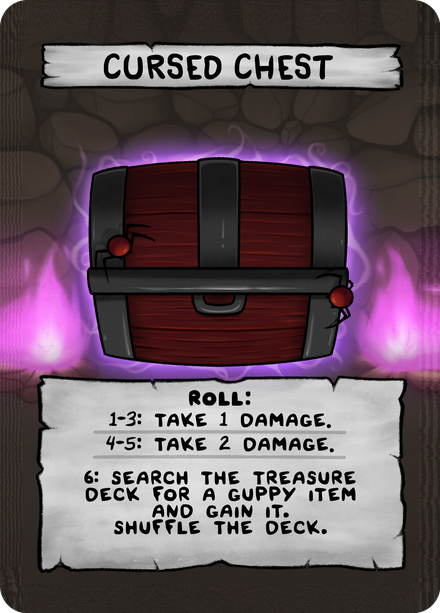 CURSED CHEST
ROLL:
1-3: TAKE 1 DAMAGE.
4-5: TAKE 2 DAMAGE.
6: SEARCH THE TREASURE
DECK FOR A GUPPY ITEM
AND GAIN IT.
SHUFFLE THE DECK.